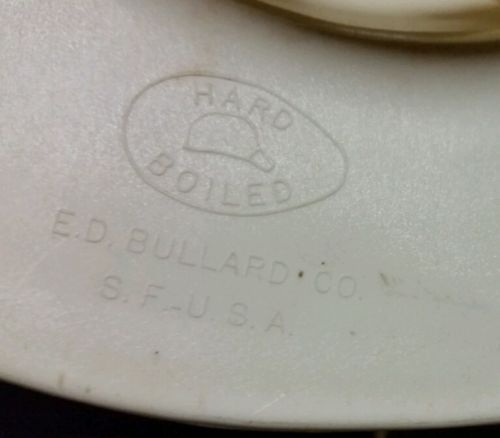 HARD
BOILED
E.D. BULLARD CO.
S.F.-U.S.A.